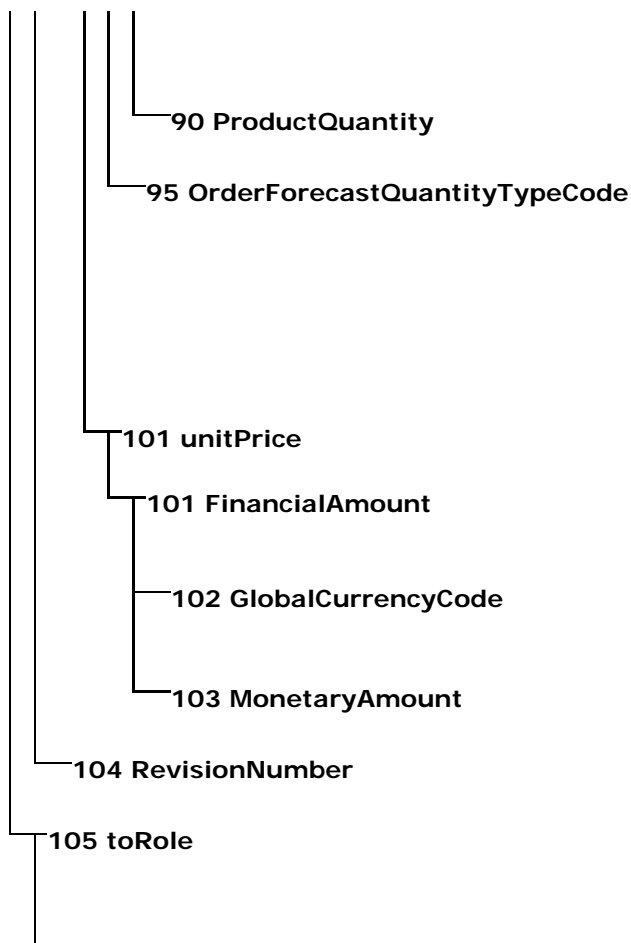 90 ProductQuantity
95 OrderForecastQuantityTypeCode
101 unitPrice
101 FinancialAmount
102 GlobalCurrencyCode
103 MonetaryAmount
104 RevisionNumber
105 toRole